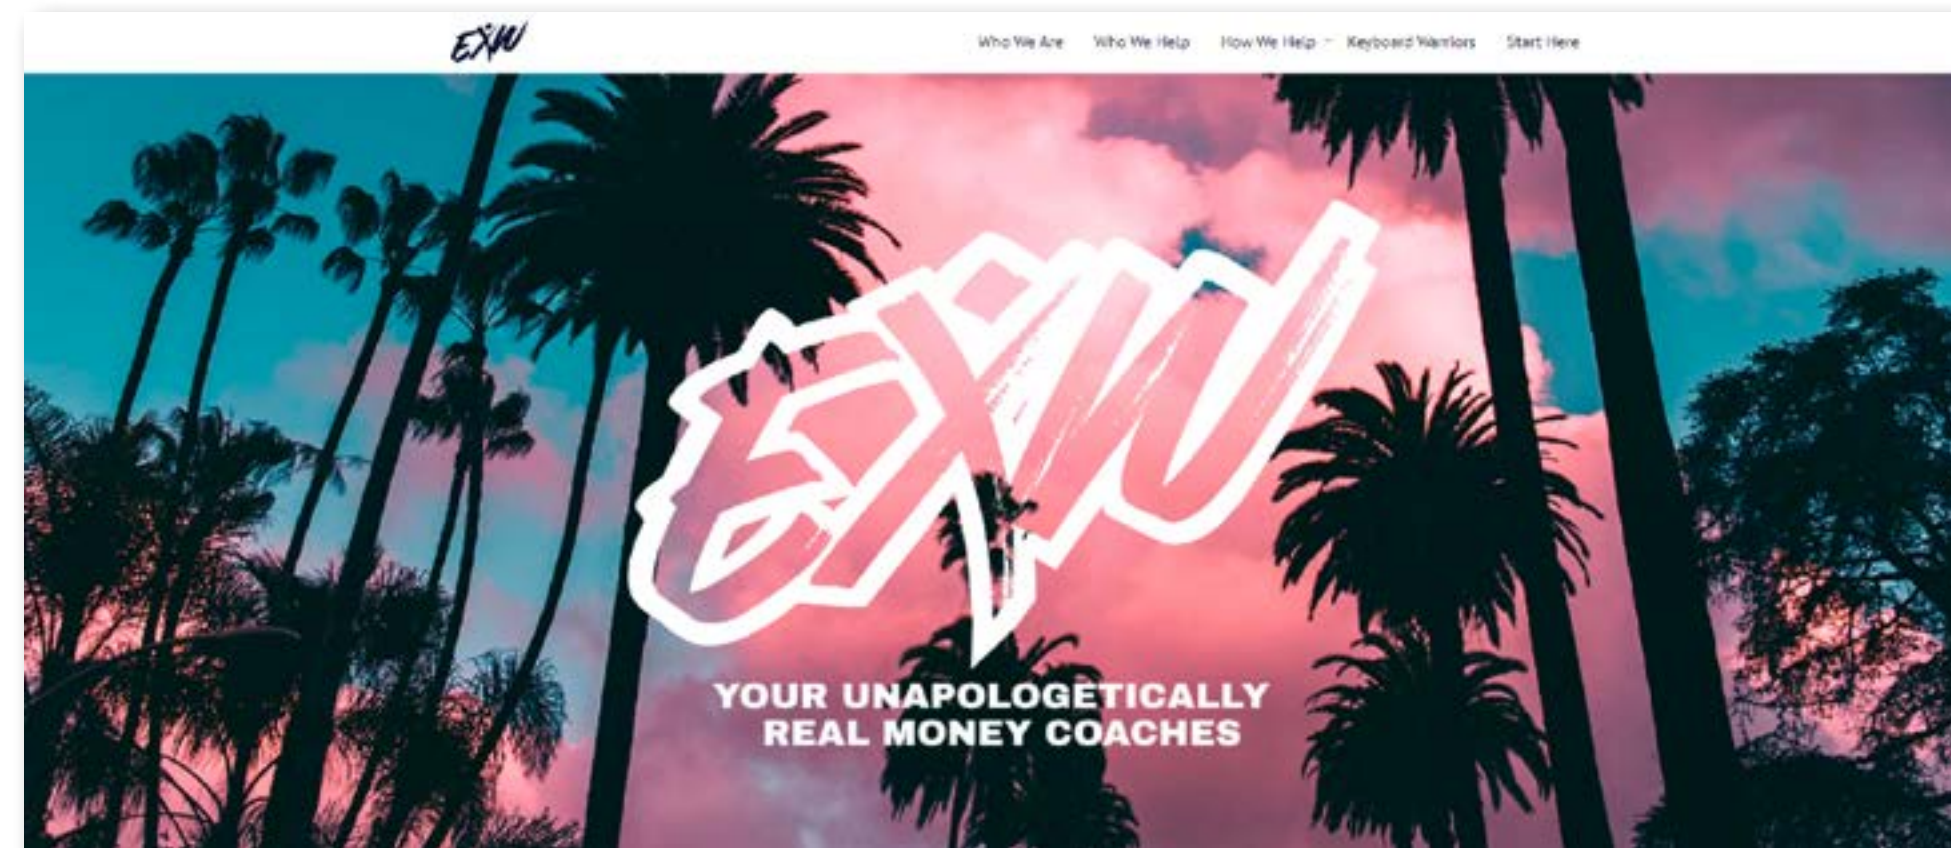 EXW
Who We Are Who We Help How We Help Keyboard Warriors Start Here
EXW
YOUR UNAPOLOGETICALLY
REAL MONEY COACHES